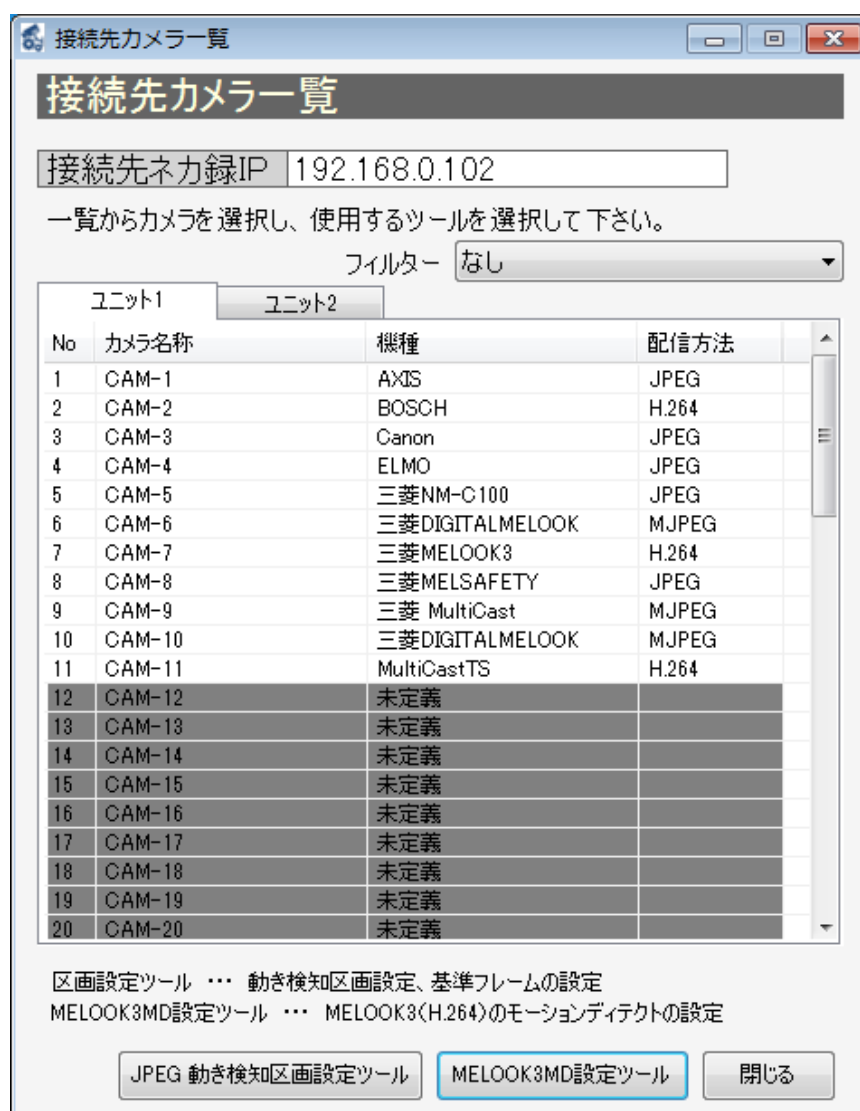 接続先カメラ一覧
接続先カメラ一覧
接続先ネカ録IP 192.168.0.102
一覧からカメラを選択し、使用するツールを選択して下さい。
フィルター なし
ユニット1 ユニット2
No カメラ名称 機種 配信方法
1 CAM-1 AXIS JPEG
2 CAM-2 BOSCH H.264
3 CAM-3 Canon JPEG
4 CAM-4 ELMO JPEG
5 CAM-5 三菱NM-C100 JPEG
6 CAM-6 三菱DIGITALMELOOK MJPEG
7 CAM-7 三菱MELOOK3 H.264
8 CAM-8 三菱MELSAFETY JPEG
9 CAM-9 三菱 MultiCast MJPEG
10 CAM-10 三菱DIGITALMELOOK MJPEG
11 CAM-11 MultiCastTS H.264
12 CAM-12 未定義
13 CAM-13 未定義
14 CAM-14 未定義
15 CAM-15 未定義
16 CAM-16 未定義
17 CAM-17 未定義
18 CAM-18 未定義
19 CAM-19 未定義
20 CAM-20 未定義
区画設定ツール ・・・ 動き検知区画設定、基準フレームの設定
MELOOK3MD設定ツール ・・・ MELOOK3(H.264)のモーションディテクトの設定
JPEG 動き検知区画設定ツール MELOOK3MD設定ツール 閉じる